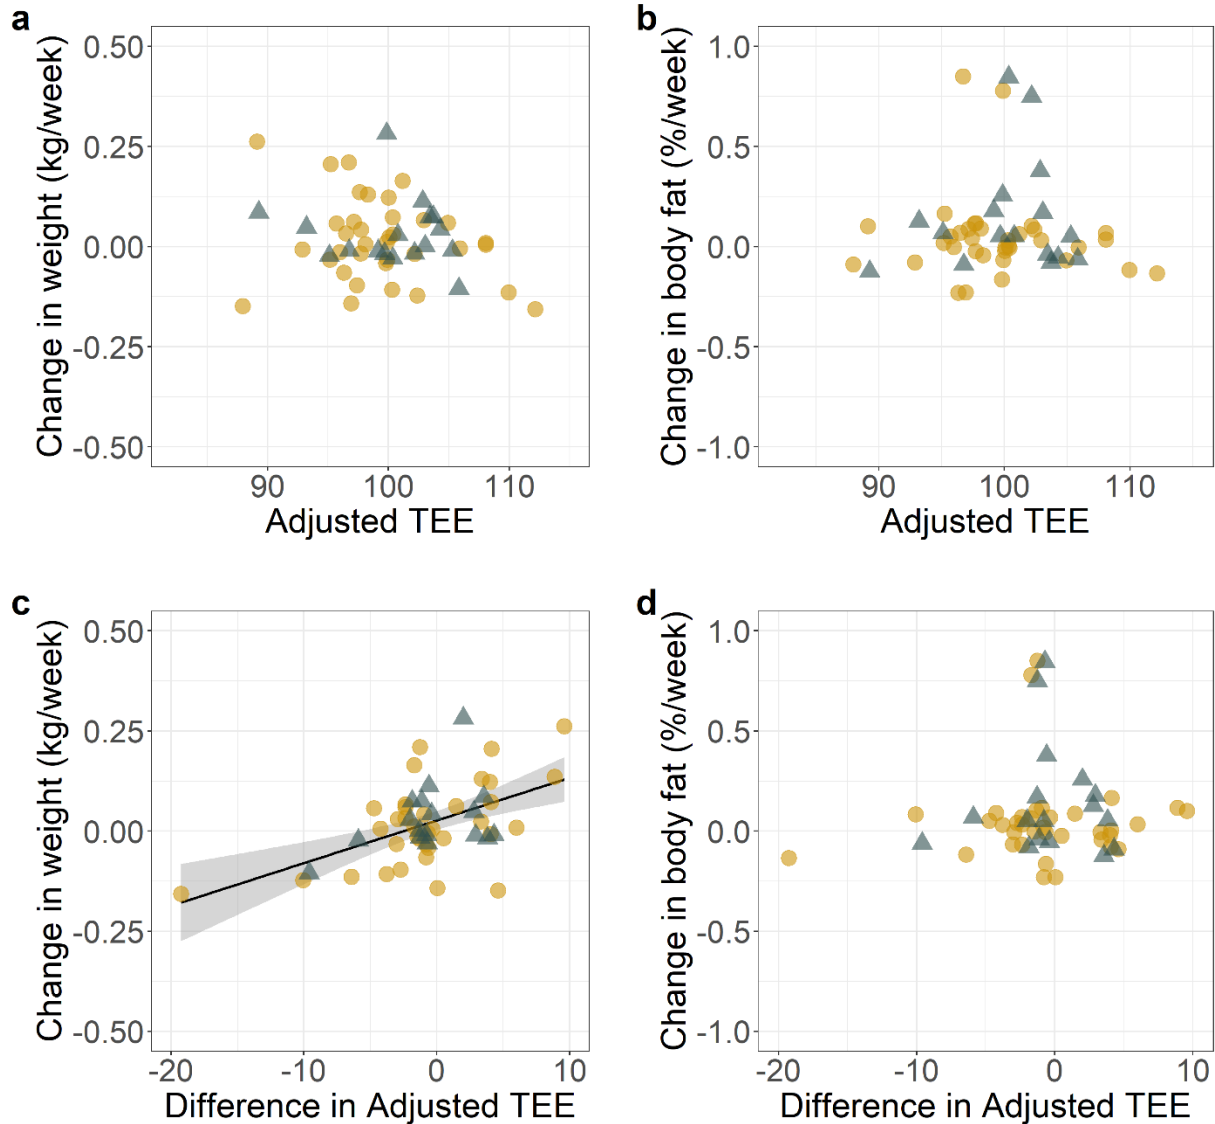 a
Change in weight (kg/week)
0.50
0.25
0.00
-0.25
-0.50
90
100
110
Adjusted TEE
b
Change in body fat (%/week)
1.0
0.5
0.0
-0.5
-1.0
90
100
110
Adjusted TEE
c
Change in weight (kg/week)
0.50
0.25
0.00
-0.25
-0.50
-20
-10
0
10
Difference in Adjusted TEE
d
Change in body fat (%/week)
1.0
0.5
0.0
-0.5
-1.0
-20
-10
0
10
Difference in Adjusted TEE